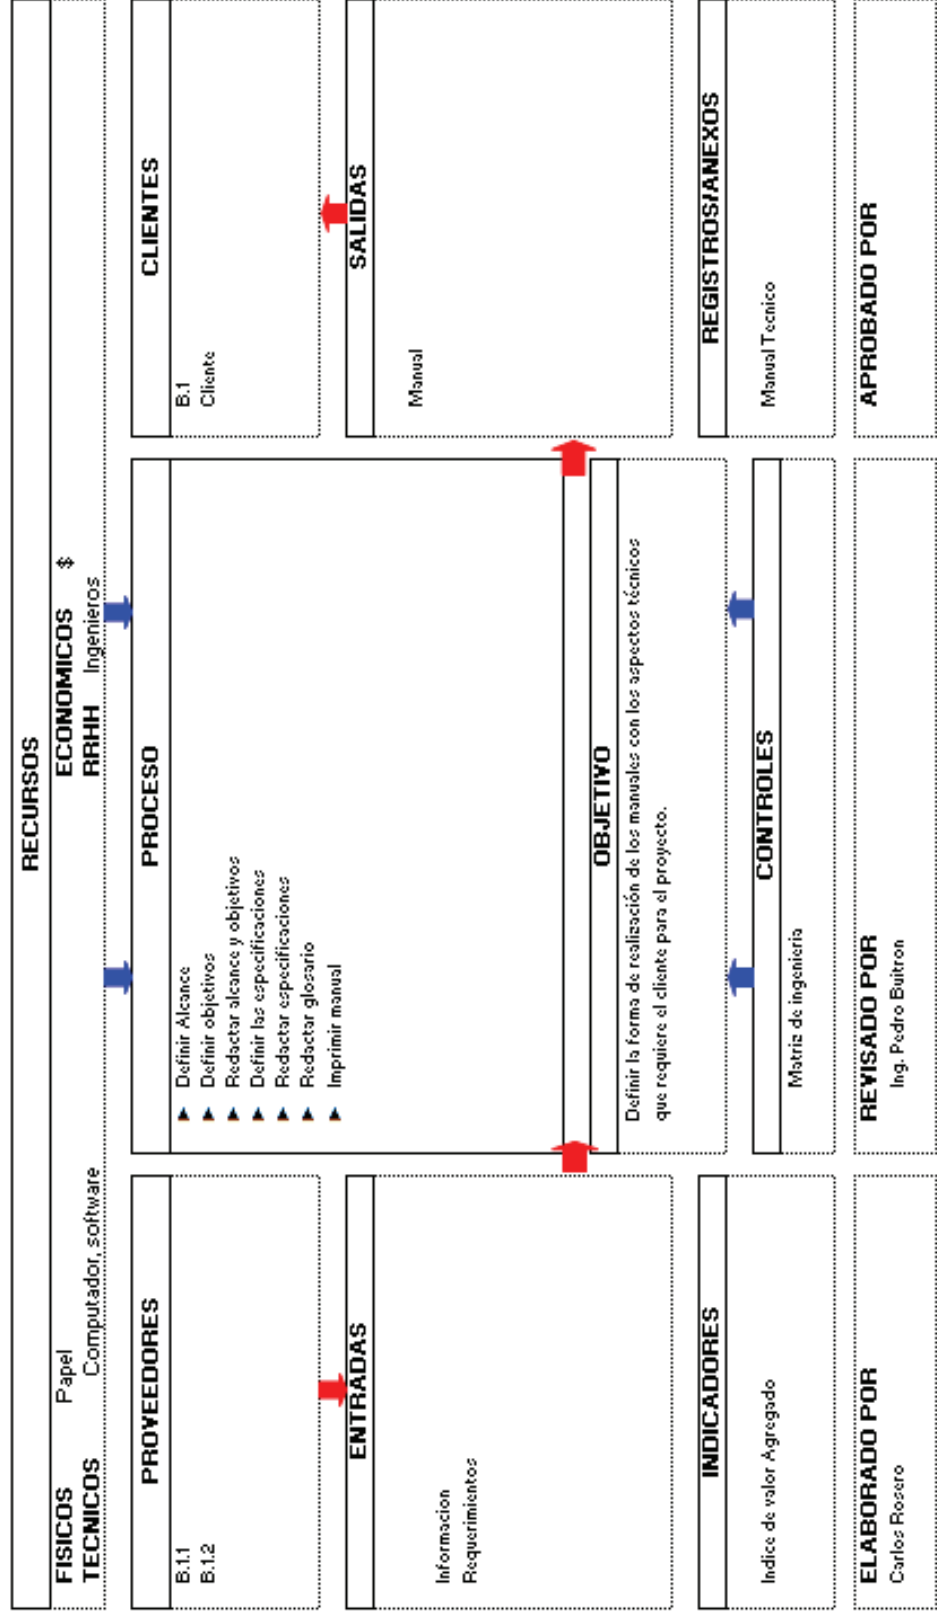 RECURSOS
FISICOS Papel ECONOMICOS $
TECNICOS Computador, software RRHH Ingenieros
PROVEEDORES
B.1.1
B.1.2
ENTRADAS
Informacion
Requerimientos
PROCESO
Definir Alcance
Definir objetivos
Redactar alcance y objetivos
Definir las especificaciones
Redactar especificaciones
Redactar glosario
Imprimir manual
OBJETIVO
Definir la forma de realización de los manuales con los aspectos técnicos
que requiere el cliente para el proyecto.
CLIENTES
B.1
Cliente
SALIDAS
Manual
INDICADORES
Indice de valor Agregado
CONTROLES
Matriz de ingenieria
REGISTROS/ANEXOS
Manual Tecnico
ELABORADO POR
Carlos Rosero
REVISADO POR
Ing. Pedro Buitron
APROBADO POR